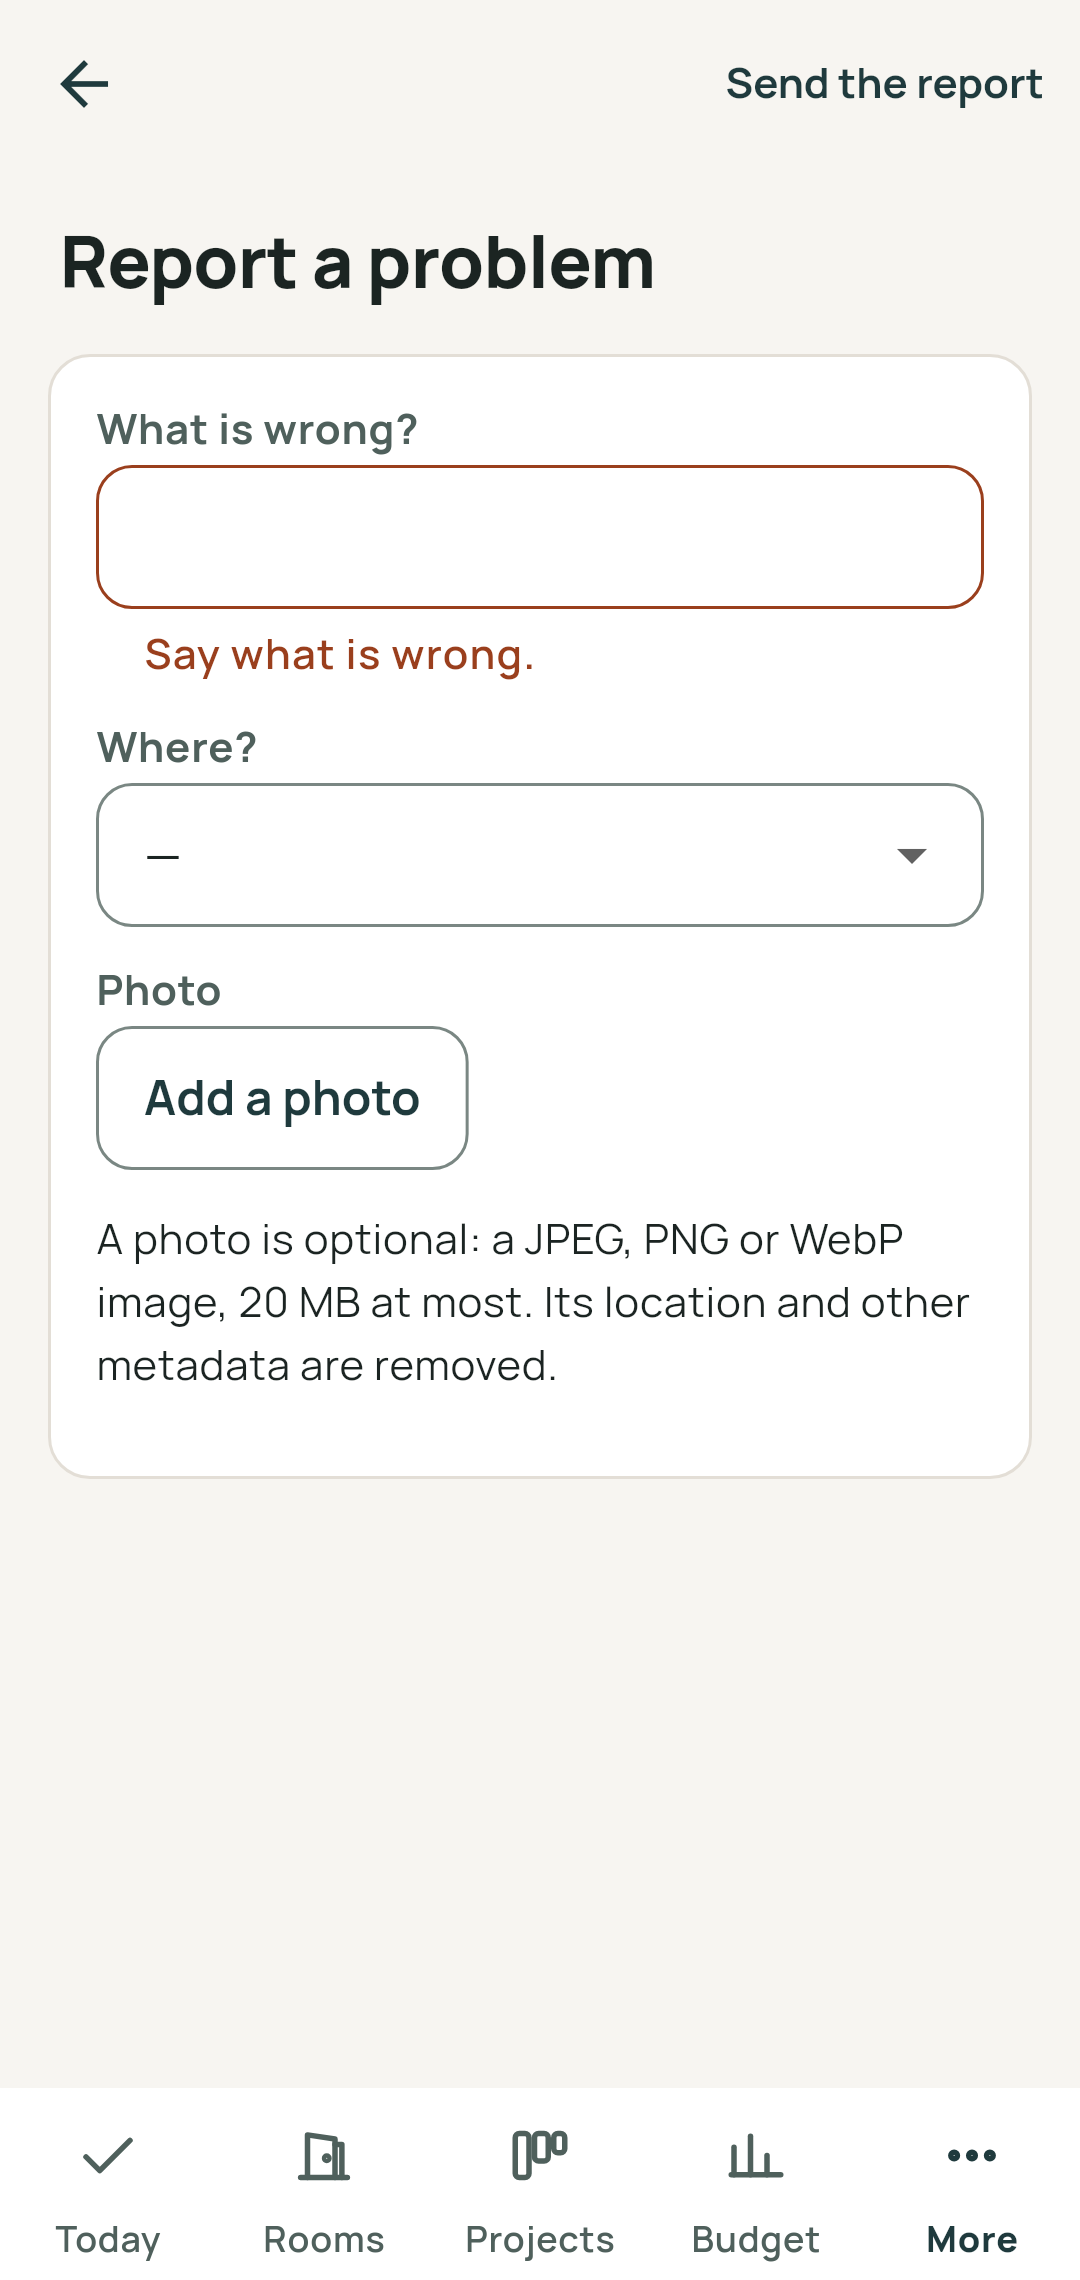 Send the report
Report a problem
What is wrong?
Say what is wrong.
Where?
—
Photo
Add a photo
A photo is optional: a JPEG, PNG or WebP
image, 20 MB at most. Its location and other
metadata are removed.
Today
Rooms
Projects
Budget
More